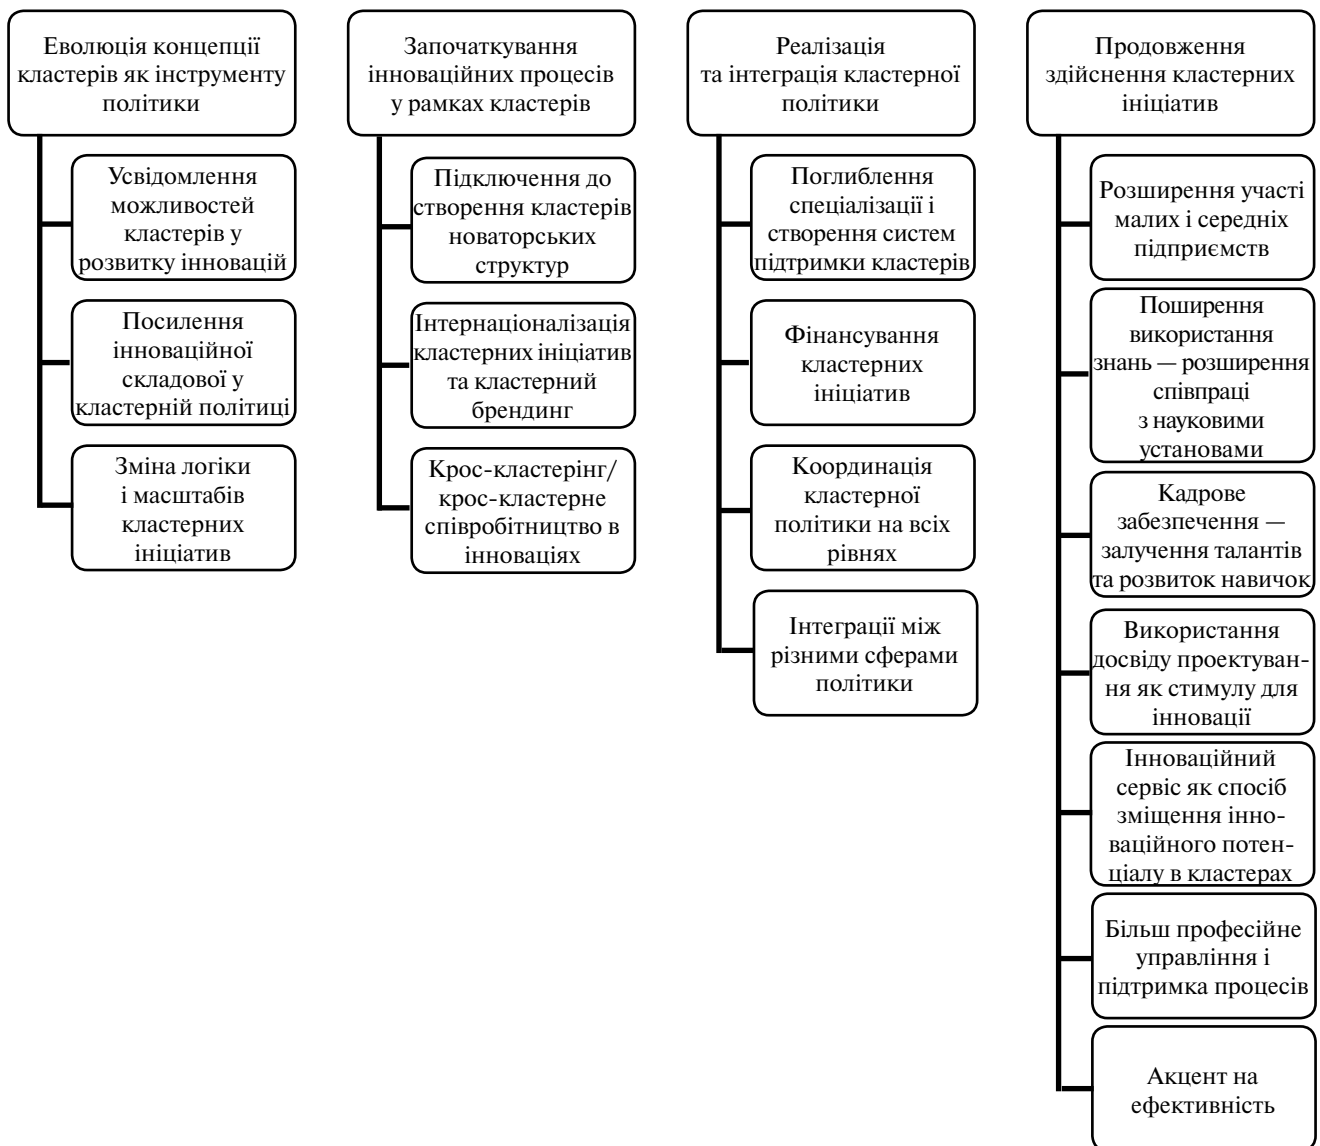 Еволюція концепції
кластерів як інструменту
політики
Усвідомлення
можливостей
кластерів у
розвитку інновацій
Посилення
інноваційної
складової у
кластерній політиці
Зміна логіки
і масштабів
кластерних
ініціатив
Започаткування
інноваційних процесів
у рамках кластерів
Підключення до
створення кластерів
новаторських
структур
Інтернаціоналізація
кластерних ініціатив
та кластерний
брендинг
Крос-кластерінг/
крос-кластерне
співробітництво в
інноваціях
Реалізація
та інтеграція кластерної
політики
Поглиблення
спеціалізації і
створення систем
підтримки кластерів
Фінансування
кластерних
ініціатив
Координація
кластерної
політики на всіх
рівнях
Інтеграції між
різними сферами
політики
Продовження
здійснення кластерних
ініціатив
Розширення участі
малих і середніх
підприємств
Поширення
використання
знань — розширення
співпраці
з науковими
установами
Кадрове
забезпечення —
залучення талантів
та розвиток навичок
Використання
досвіду проектуван-
ня як стимулу для
інновації
Інноваційний
сервіс як спосіб
зміщення інно-
ваційного потен-
ціалу в кластерах
Більш професійне
управління і
підтримка процесів
Акцент на
ефективність